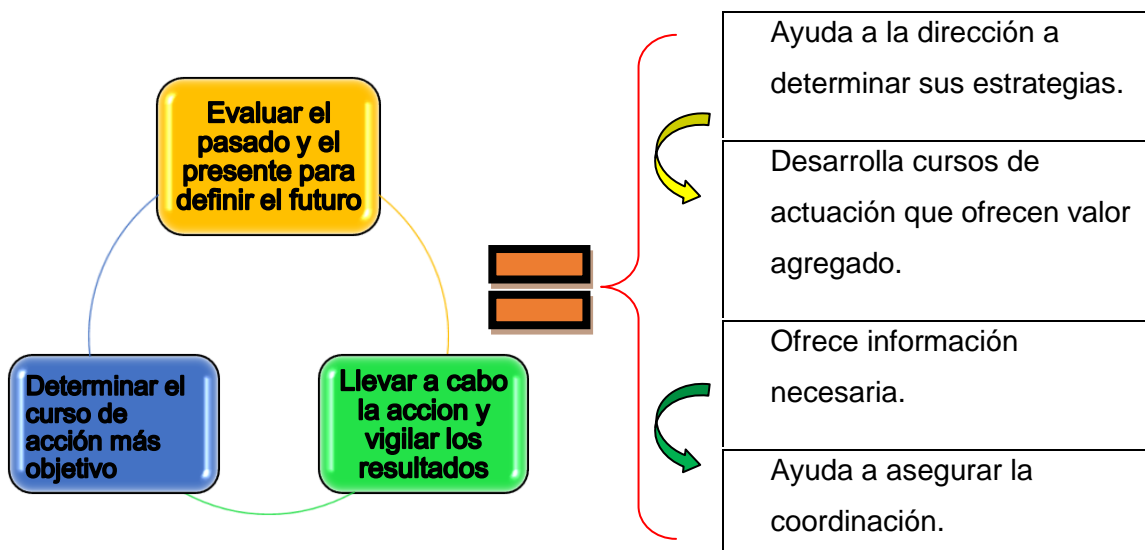 Evaluar el
pasado y el
presente para
definir el futuro
Determinar el
curso de
acción más
objetivo
Llevar a cabo
la accion y
vigilar los
resultados
Ayuda a la dirección a
determinar sus estrategias.
Desarrolla cursos de
actuación que ofrecen valor
agregado.
Ofrece información
necesaria.
Ayuda a asegurar la
coordinación.